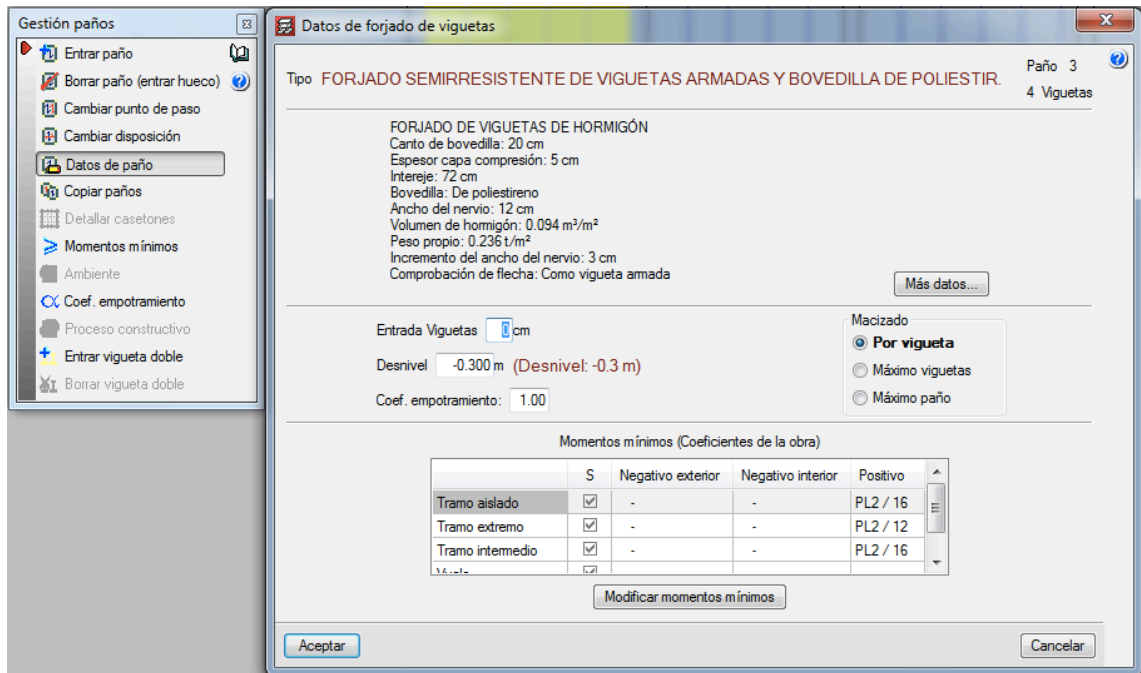 Gestión paños
Entrar paño
Borrar paño (entrar hueco)
Cambiar punto de paso
Cambiar disposición
Datos de paño
Copiar paños
Detallar casetones
Momentos mínimos
Ambiente
Coef. empotramiento
Proceso constructivo
Entrar vigueta doble
Borrar vigueta doble
Datos de forjado de viguetas
Tipo FORJADO SEMIRRESISTENTE DE VIGUETAS ARMADAS Y BOVEDILLA DE POLIESTIR.
Paño 3
4 Viguetas
FORJADO DE VIGUETAS DE HORMIGÓN
Canto de bovedilla: 20 cm
Espesor capa compresión: 5 cm
Intereje: 72 cm
Bovedilla: De poliestireno
Ancho del nervio: 12 cm
Volumen de hormigón: 0.094 m³/m²
Peso propio: 0.236 t/m²
Incremento del ancho del nervio: 3 cm
Comprobación de flecha: Como vigueta armada
Más datos...
Entrada Viguetas 0 cm
Desnivel -0.300 m (Desnivel: -0.3 m)
Coef. empotramiento: 1.00
Macizado
Por vigueta
Máximo viguetas
Máximo paño
Momentos mínimos (Coeficientes de la obra)
S Negativo exterior Negativo interior Positivo
Tramo aislado - - PL2 / 16
Tramo extremo - - PL2 / 12
Tramo intermedio - - PL2 / 16
Vuelo
Modificar momentos mínimos
Aceptar
Cancelar